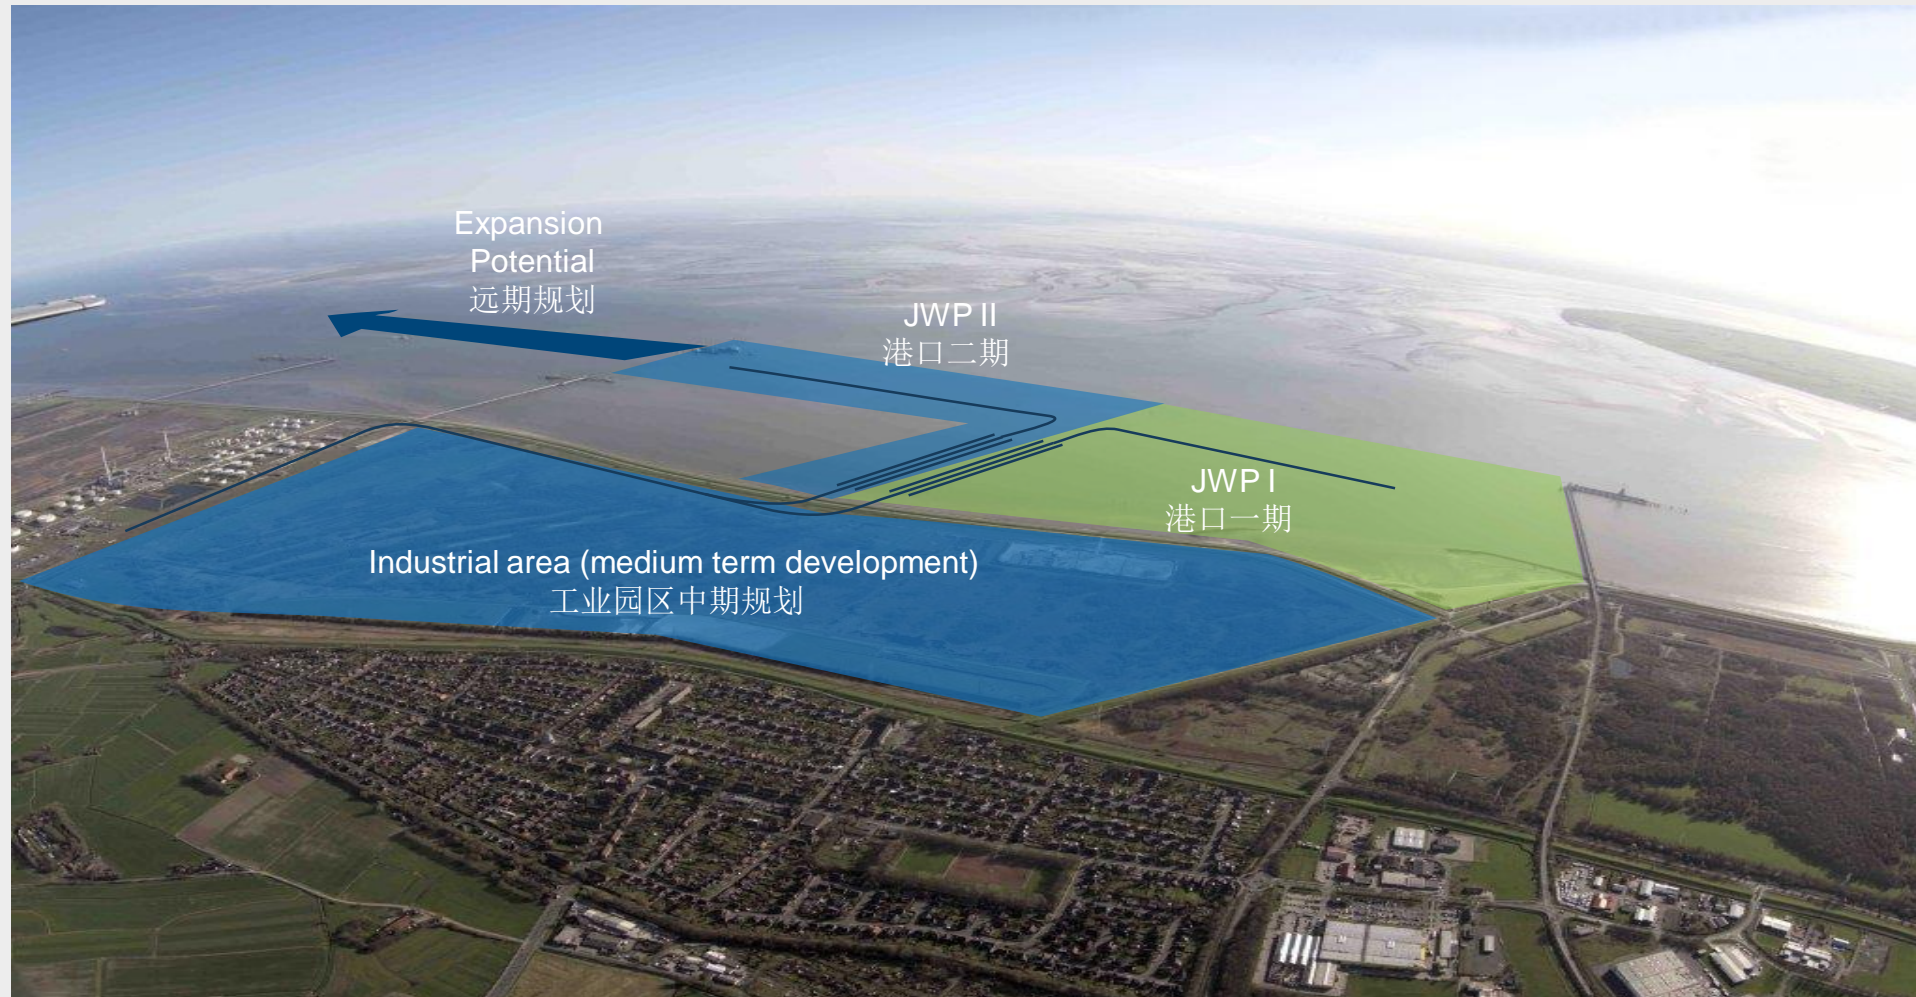 Expansion
Potential
远期规划
JWP II
港口二期
JWP I
港口一期
Industrial area (medium term development)
工业园区中期规划